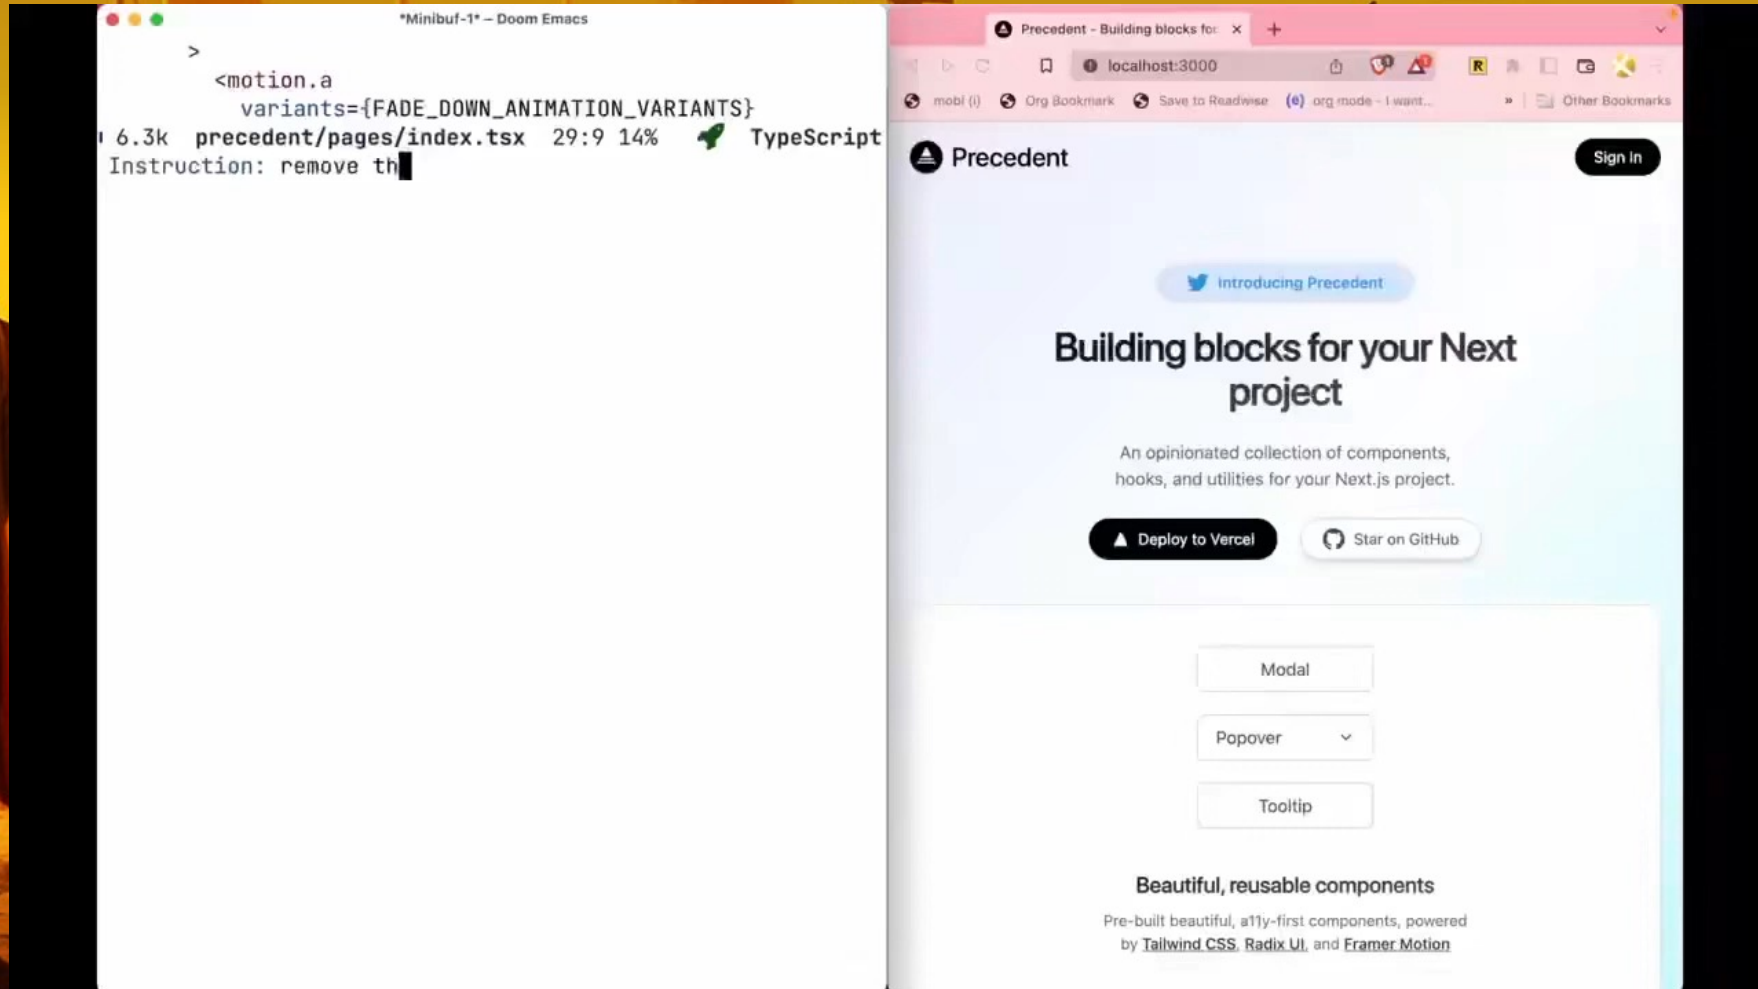 *Minibuf-1* – Doom Emacs
>
<motion.a
variants={FADE_DOWN_ANIMATION_VARIANTS}
6.3k precedent/pages/index.tsx 29:9 14% TypeScript
Instruction: remove th
Precedent - Building blocks for
localhost:3000
mobl (i) Org Bookmark Save to Readwise (e) org mode - I want... » Other Bookmarks
Precedent
Sign In
Introducing Precedent
Building blocks for your Next
project
An opinionated collection of components,
hooks, and utilities for your Next.js project.
Deploy to Vercel
Star on GitHub
Modal
Popover
Tooltip
Beautiful, reusable components
Pre-built beautiful, a11y-first components, powered
by Tailwind CSS, Radix UI, and Framer Motion